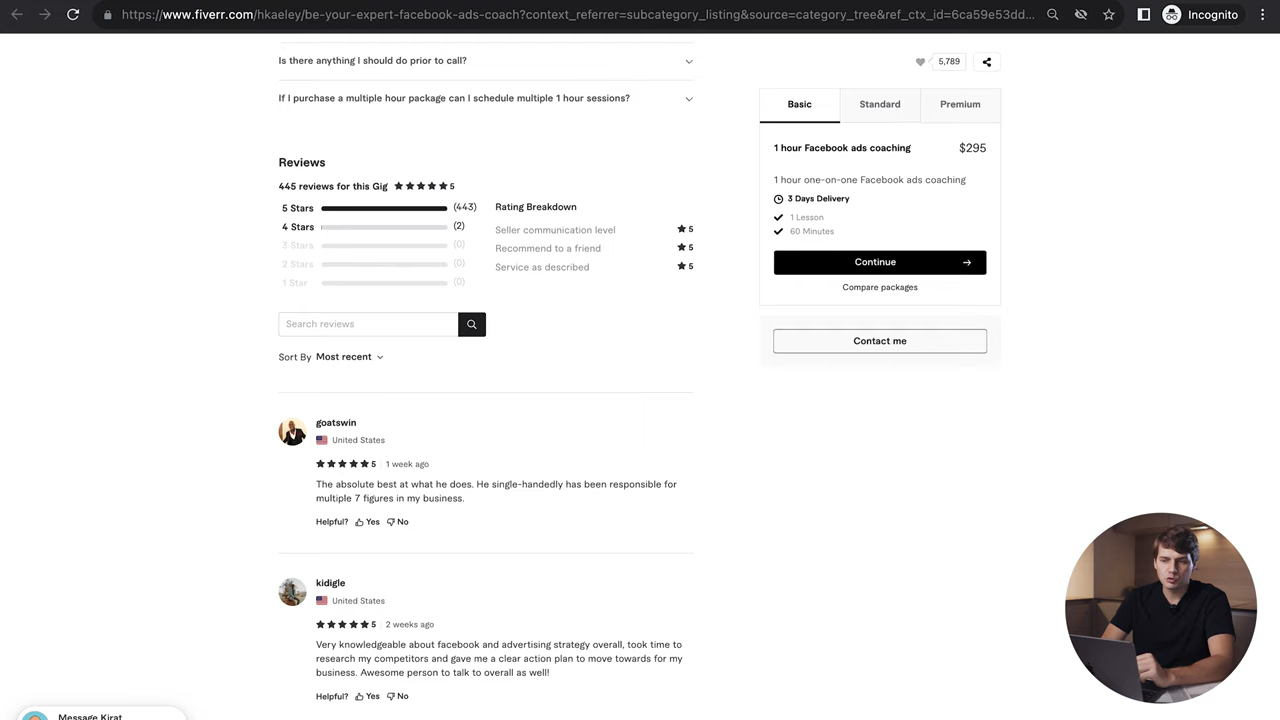 https://www.fiverr.com/hkaeley/be-your-expert-facebook-ads-coach?context_referrer=subcategory_listing&source=category_tree&ref_ctx_id=6ca59e53dd...
Incognito
Is there anything I should do prior to call?
If I purchase a multiple hour package can I schedule multiple 1 hour sessions?
5,789
Basic
Standard
Premium
1 hour Facebook ads coaching
$295
1 hour one-on-one Facebook ads coaching
3 Days Delivery
1 Lesson
60 Minutes
Continue
Compare packages
Contact me
Reviews
445 reviews for this Gig
5
5 Stars
(443)
4 Stars
(2)
3 Stars
(0)
2 Stars
(0)
1 Star
(0)
Rating Breakdown
Seller communication level
5
Recommend to a friend
5
Service as described
5
Search reviews
Sort By Most recent
goatswin
United States
5 | 1 week ago
The absolute best at what he does. He single-handedly has been responsible for
multiple 7 figures in my business.
Helpful? Yes No
kidigle
United States
5 | 2 weeks ago
Very knowledgeable about facebook and advertising strategy overall, took time to
research my competitors and gave me a clear action plan to move towards for my
business. Awesome person to talk to overall as well!
Helpful? Yes No
Message Kirat